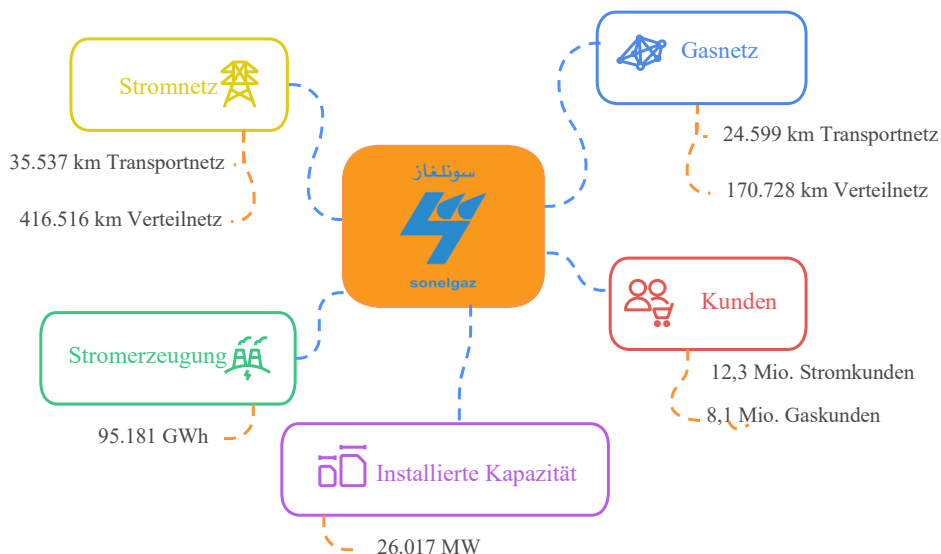 Stromnetz
35.537 km Transportnetz
416.516 km Verteilnetz
Gasnetz
24.599 km Transportnetz
170.728 km Verteilnetz
سونلغاز
sonelgaz
Kunden
12,3 Mio. Stromkunden
8,1 Mio. Gaskunden
Stromerzeugung
95.181 GWh
Installierte Kapazität
26.017 MW